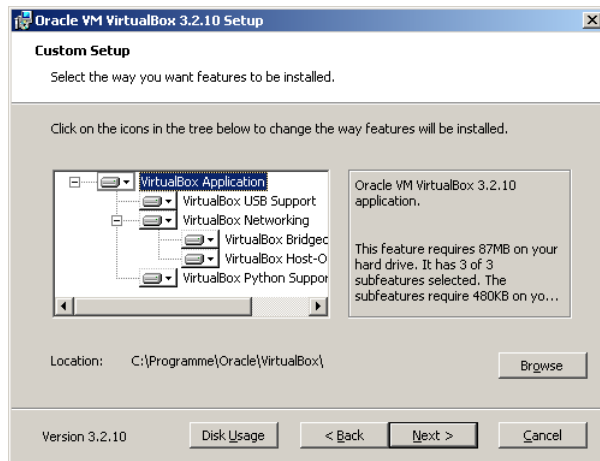 Oracle VM VirtualBox 3.2.10 Setup
Custom Setup
Select the way you want features to be installed.
Click on the icons in the tree below to change the way features will be installed.
VirtualBox Application
VirtualBox USB Support
VirtualBox Networking
VirtualBox Bridgec
VirtualBox Host-O
VirtualBox Python Suppor
Oracle VM VirtualBox 3.2.10
application.
This feature requires 87MB on your
hard drive. It has 3 of 3
subfeatures selected. The
subfeatures require 480KB on yo...
Location: C:\Programme\Oracle\VirtualBox\
Browse
Version 3.2.10
Disk Usage
< Back
Next >
Cancel